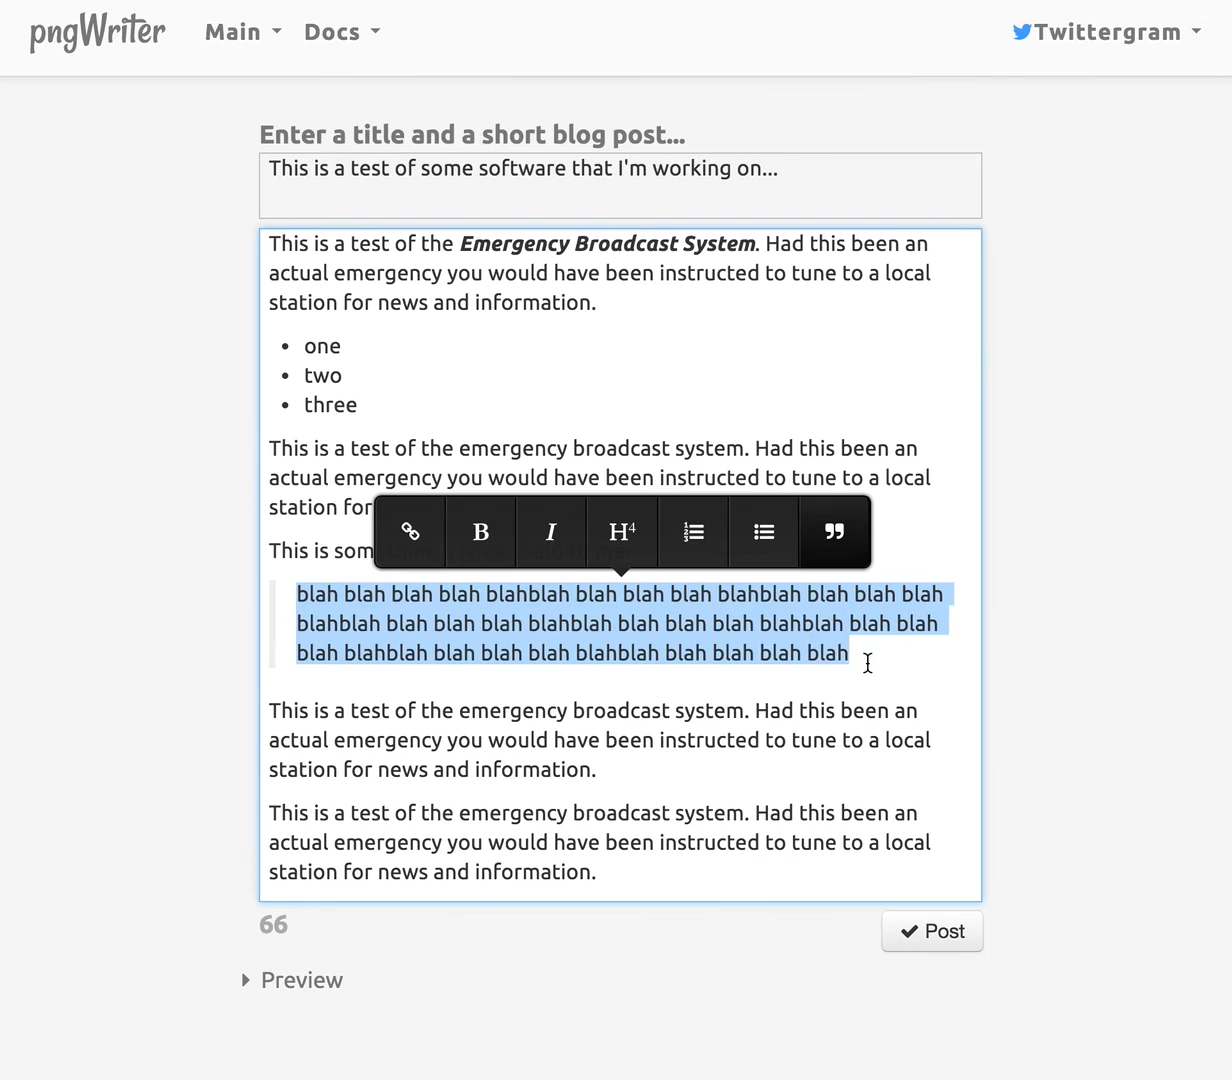 pngWriter Main Docs Twittergram
Enter a title and a short blog post...
This is a test of some software that I'm working on...
This is a test of the Emergency Broadcast System. Had this been an
actual emergency you would have been instructed to tune to a local
station for news and information.
• one
• two
• three
This is a test of the emergency broadcast system. Had this been an
actual emergency you would have been instructed to tune to a local
station for
B I H4
This is som
blah blah blah blah blahblah blah blah blah blahblah blah blah blah
blahblah blah blah blah blahblah blah blah blah blahblah blah blah
blah blahblah blah blah blah blahblah blah blah blah blah
This is a test of the emergency broadcast system. Had this been an
actual emergency you would have been instructed to tune to a local
station for news and information.
This is a test of the emergency broadcast system. Had this been an
actual emergency you would have been instructed to tune to a local
station for news and information.
66
Post
Preview